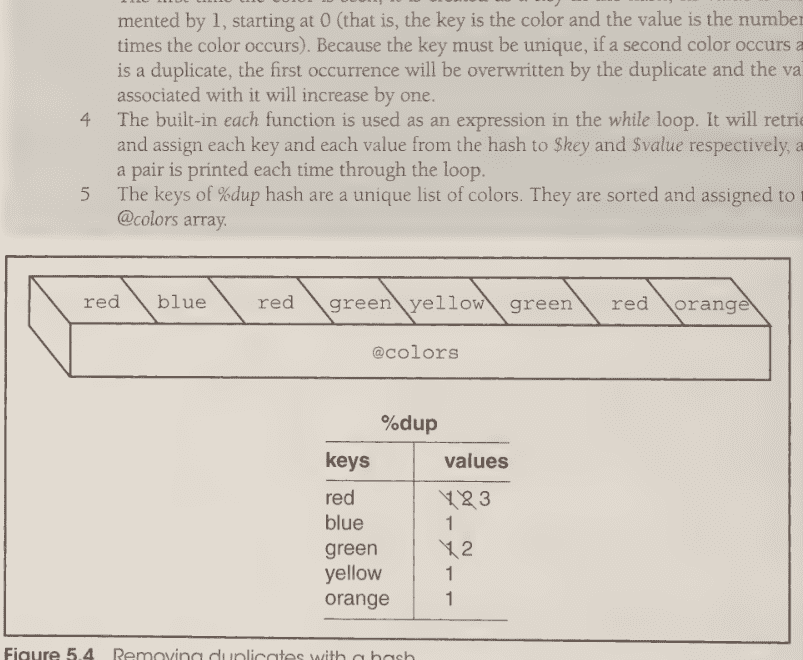 mented by 1, starting at 0 (that is, the key is the color and the value is the number
times the color occurs). Because the key must be unique, if a second color occurs a
is a duplicate, the first occurrence will be overwritten by the duplicate and the va
associated with it will increase by one.
4 The built-in each function is used as an expression in the while loop. It will retri
and assign each key and each value from the hash to $key and $value respectively, a
a pair is printed each time through the loop.
5 The keys of %dup hash are a unique list of colors. They are sorted and assigned to
@colors array.
red blue red green yellow green red orange
@colors
%dup
keys values
red 1 2 3
blue 1
green 1 2
yellow 1
orange 1
Figure 5.4 Removing duplicates with a hash